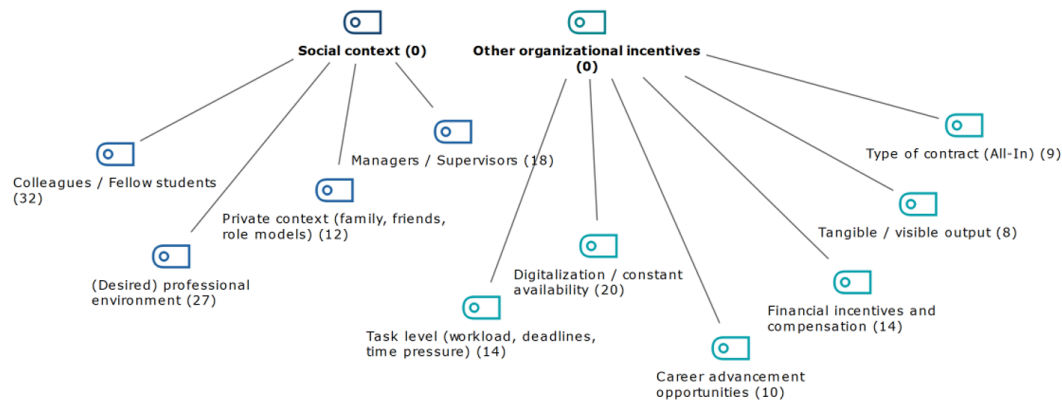 Social context (0)
Other organizational incentives
(0)
Managers / Supervisors (18)
Type of contract (All-In) (9)
Colleagues / Fellow students
(32)
Private context (family, friends,
role models) (12)
Tangible / visible output (8)
(Desired) professional
environment (27)
Digitalization / constant
availability (20)
Financial incentives and
compensation (14)
Task level (workload, deadlines,
time pressure) (14)
Career advancement
opportunities (10)